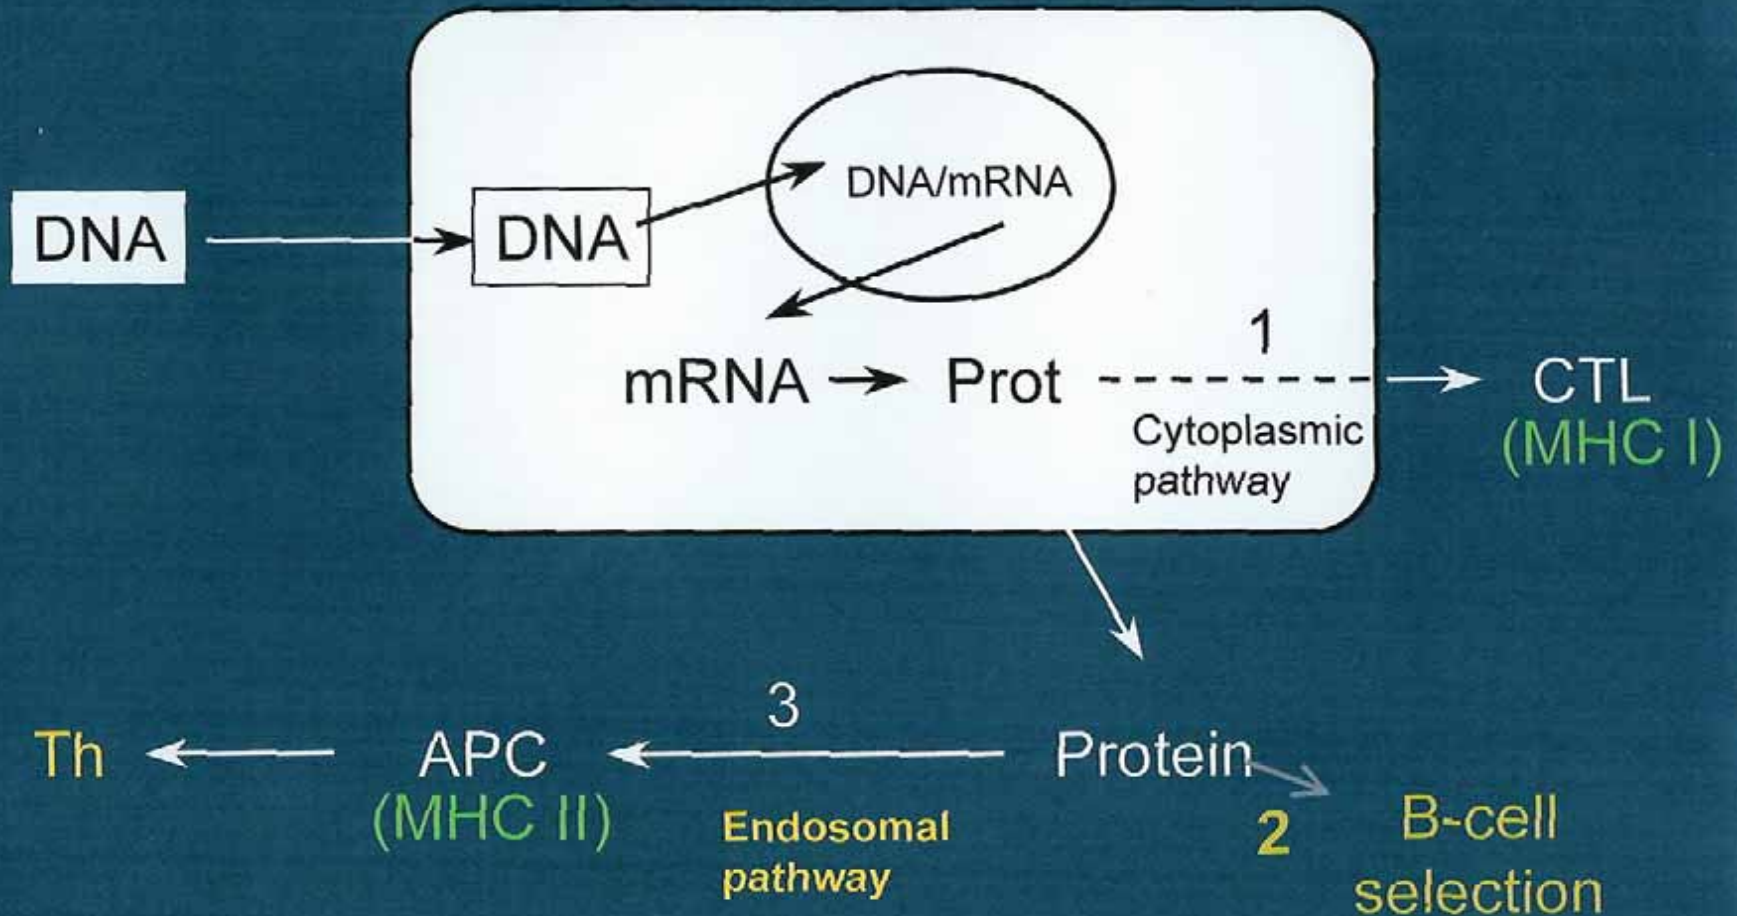 DNA
DNA
DNA/mRNA
mRNA
Prot
1
Cytoplasmic
pathway
CTL
(MHC I)
Th
APC
(MHC II)
3
Endosomal
pathway
Protein
2
B-cell
selection